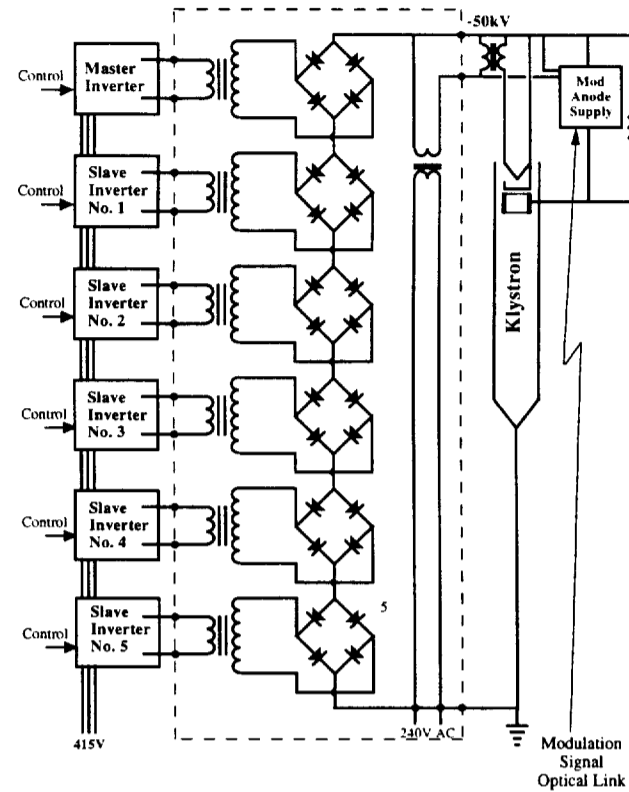 -50kV
Control
Master
Inverter
Mod
Anode
Supply
Control
Slave
Inverter
No. 1
Control
Slave
Inverter
No. 2
Klystron
Control
Slave
Inverter
No. 3
Control
Slave
Inverter
No. 4
Control
Slave
Inverter
No. 5
5
415V
240V AC
Modulation
Signal
Optical Link